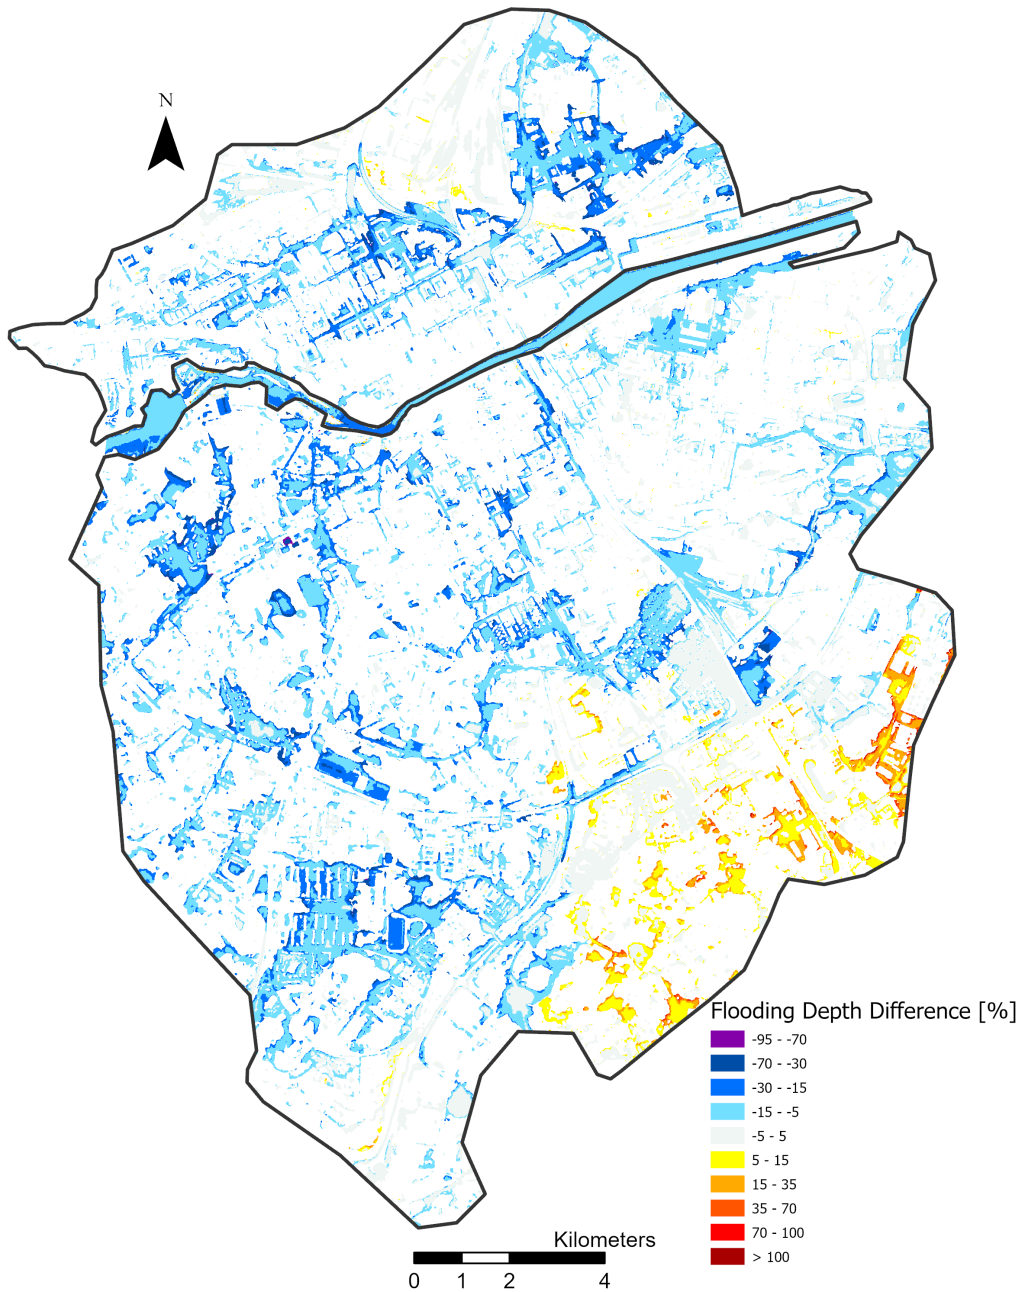 N
Flooding Depth Difference [%]
-95 - -70
-70 - -30
-30 - -15
-15 - -5
-5 - 5
5 - 15
15 - 35
35 - 70
70 - 100
> 100
Kilometers
0 1 2 4